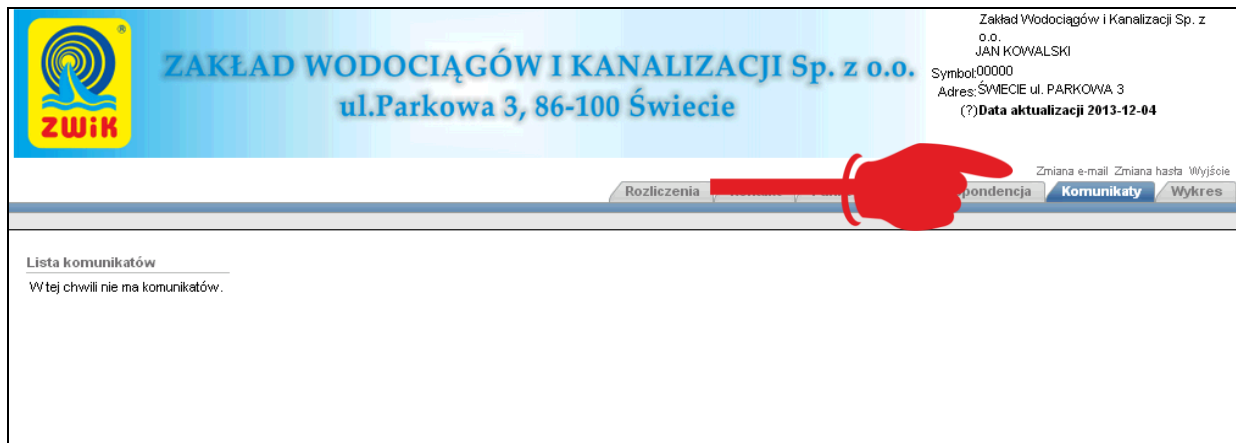 ®
ZWiK
ZAKŁAD WODOCIĄGÓW I KANALIZACJI Sp. z o.o.
ul.Parkowa 3, 86-100 Świecie
Zakład Wodociągów i Kanalizacji Sp. z
o.o.
JAN KOWALSKI
Symbol:00000
Adres:ŚWIECIE ul. PARKOWA 3
(?)Data aktualizacji 2013-12-04
Zmiana e-mail Zmiana hasła Wyjście
Rozliczenia pondencja Komunikaty Wykres
Lista komunikatów
W tej chwili nie ma komunikatów.